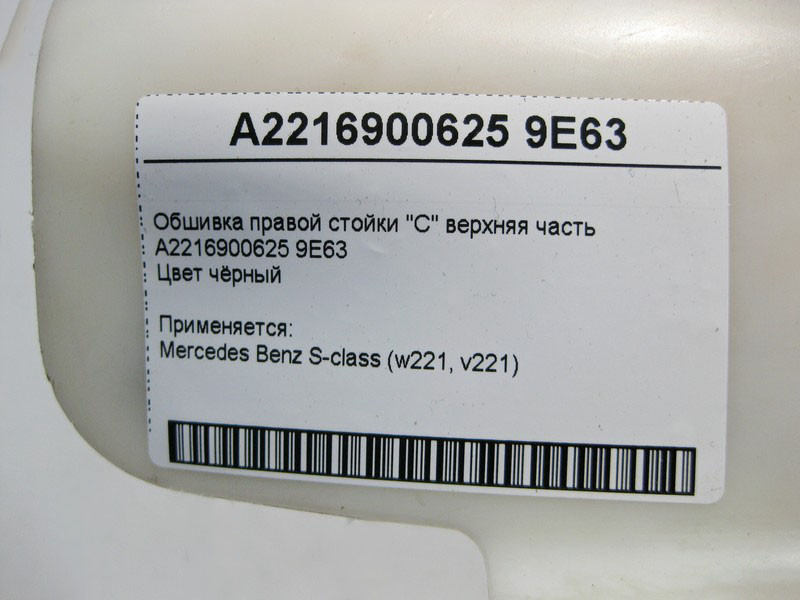 A2216900625 9E63
Обшивка правой стойки "С" верхняя часть
A2216900625 9E63
Цвет чёрный
Применяется:
Mercedes Benz S-class (w221, v221)